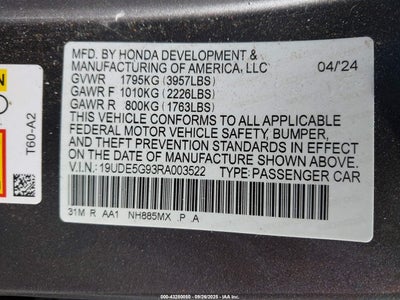 MFD. BY HONDA DEVELOPMENT &
MANUFACTURING OF AMERICA, LLC 04/'24
GVWR 1795KG (3957LBS)
GAWR F 1010KG (2226LBS)
GAWR R 800KG (1763LBS)
THIS VEHICLE CONFORMS TO ALL APPLICABLE
FEDERAL MOTOR VEHICLE SAFETY, BUMPER,
AND THEFT PREVENTION STANDARDS IN EFFECT
ON THE DATE OF MANUFACTURE SHOWN ABOVE.
V.I.N.: 19UDE5G93RA003522 TYPE: PASSENGER CAR
31M R AA1 NH885MX .P .A
T60-A2
000-43280050 - 09/26/2025 - IAA, Inc.